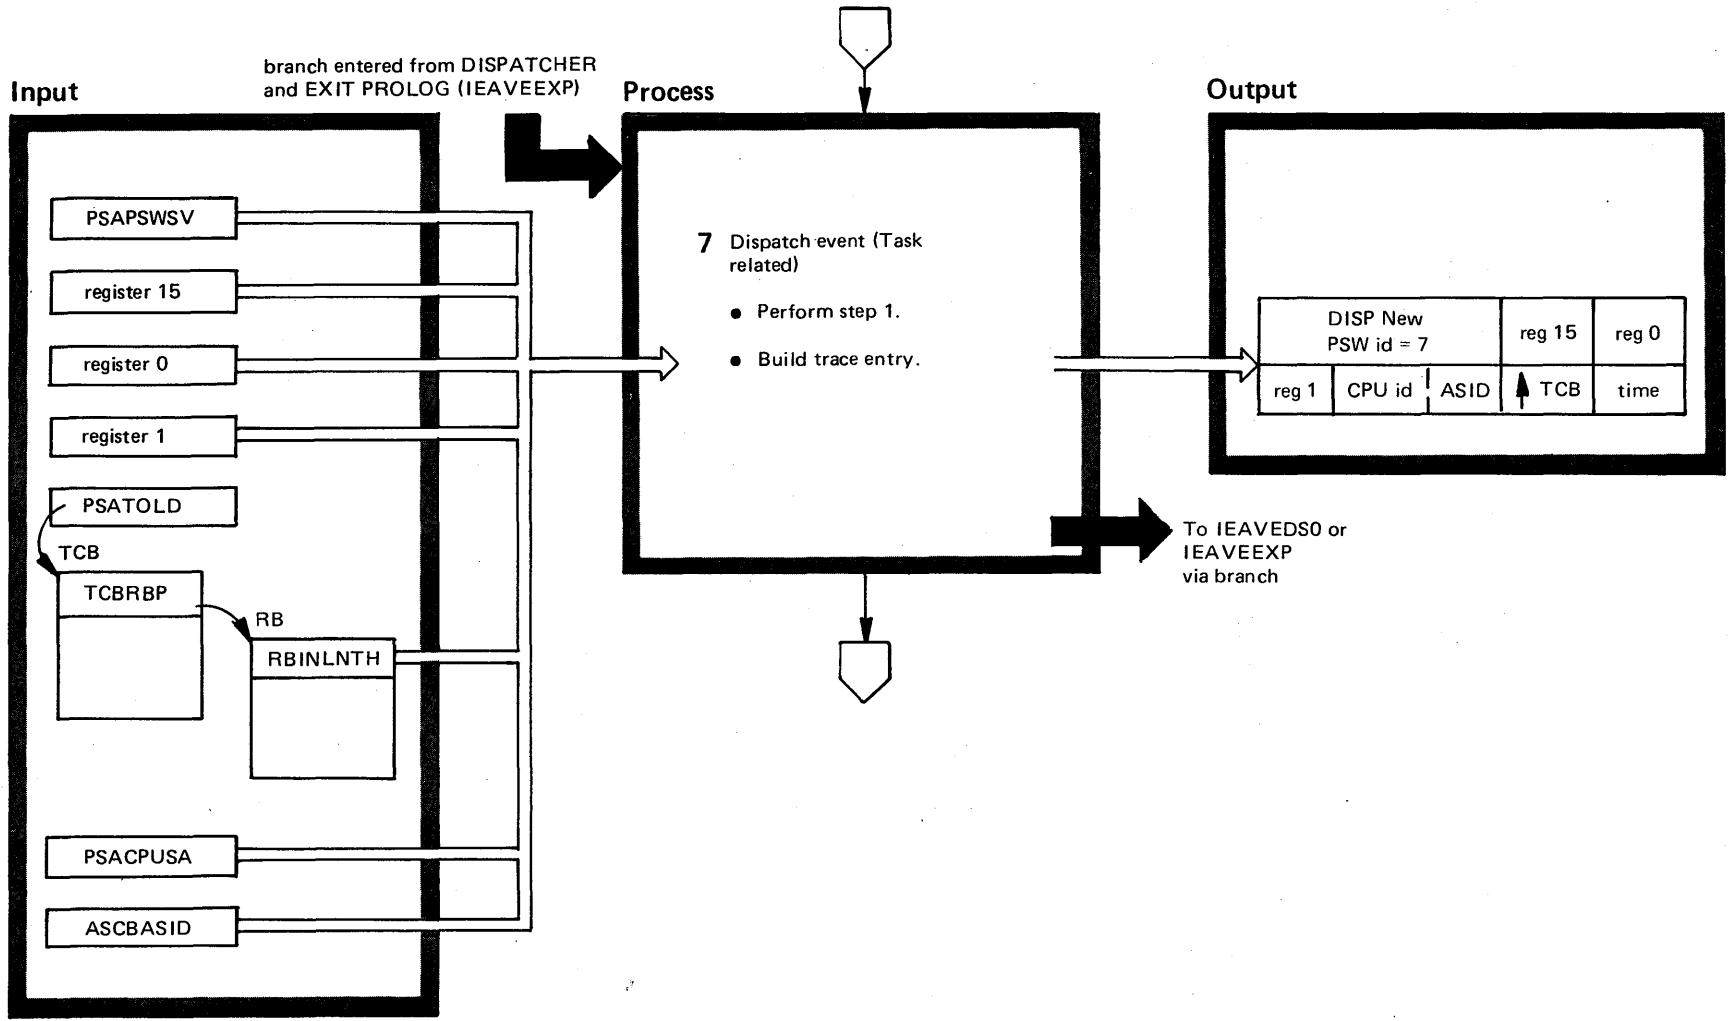 branch entered from DISPATCHER
and EXIT PROLOG (IEAVEEXP)
Input
Process
Output
PSAPSWSV
register 15
register 0
register 1
PSATOLD
TCB
TCBRBP
RB
RBINLNTH
PSACPUSA
ASCBASID
7 Dispatch event (Task
related)
● Perform step 1.
● Build trace entry.
DISP New
PSW id = 7
reg 15
reg 0
reg 1
CPU id
ASID
TCB
time
To IEAVEDS0 or
IEAVEEXP
via branch